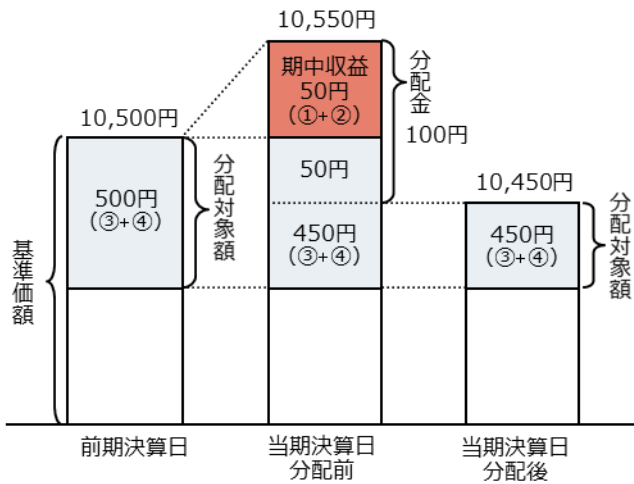 10,550円
期中収益
50円
(①+②)
分配金
100円
10,500円
500円
(③+④)
分配対象額
50円
450円
(③+④)
10,450円
450円
(③+④)
分配対象額
基準価額
前期決算日
当期決算日
分配前
当期決算日
分配後